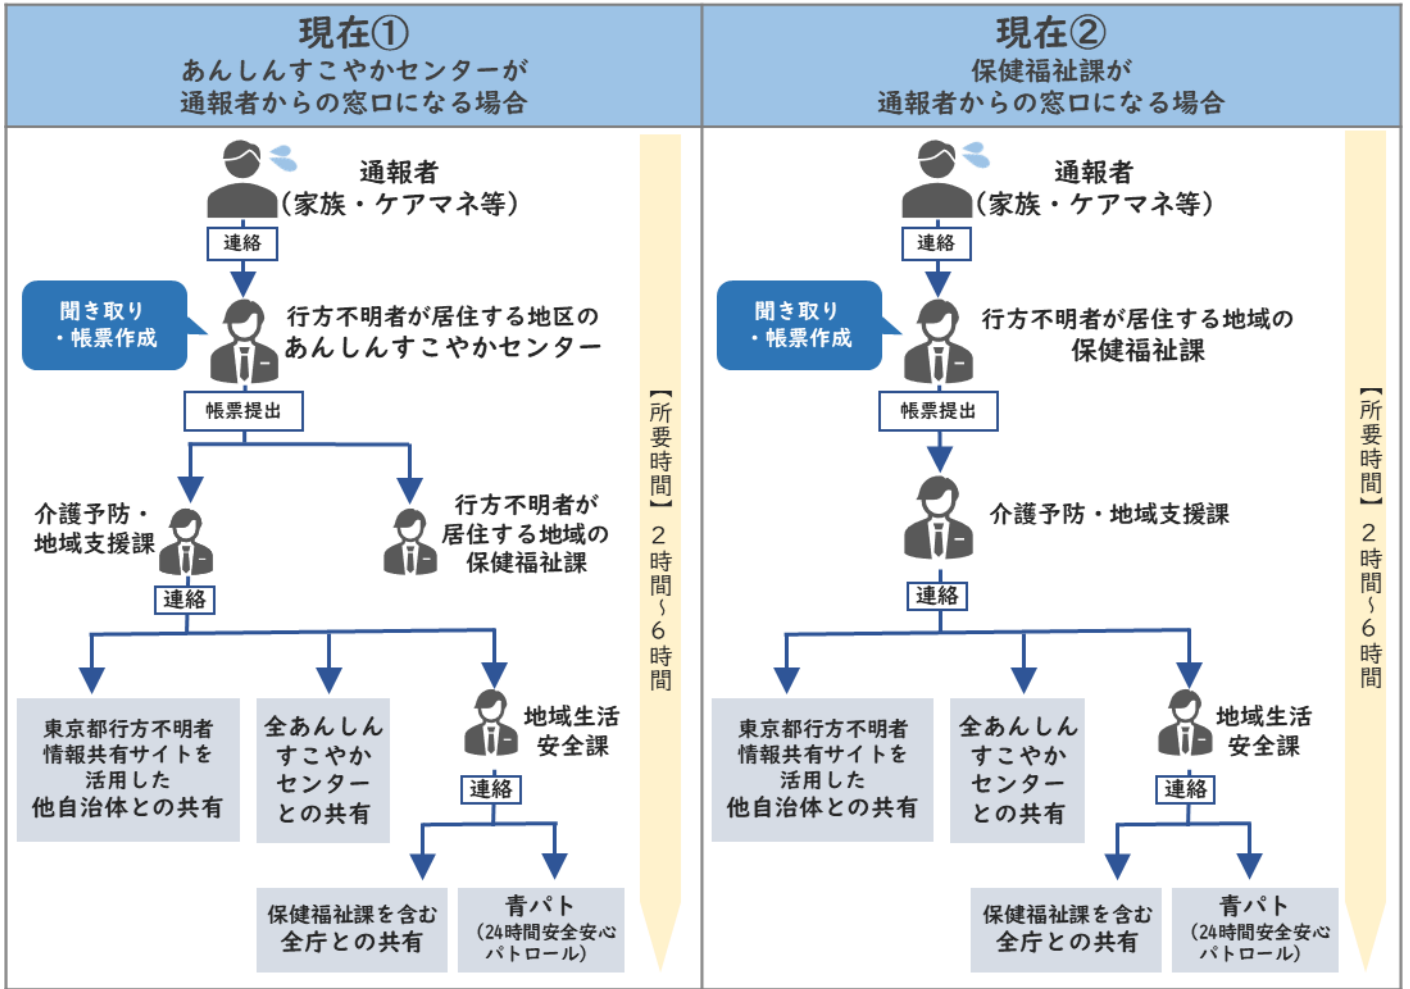 現在①
あんしんすこやかセンターが
通報者からの窓口になる場合
通報者
（家族・ケアマネ等）
連絡
聞き取り
・帳票作成
行方不明者が居住する地区の
あんしんすこやかセンター
帳票提出
介護予防・
地域支援課
行方不明者が
居住する地域の
保健福祉課
連絡
東京都行方不明者
情報共有サイトを
活用した
他自治体との共有
全あんしん
すこやか
センター
との共有
地域生活
安全課
連絡
保健福祉課を含む
全庁との共有
青パト
（24時間安全安心
パトロール）
【所要時間】２時間～６時間
現在②
保健福祉課が
通報者からの窓口になる場合
通報者
（家族・ケアマネ等）
連絡
聞き取り
・帳票作成
行方不明者が居住する地域の
保健福祉課
帳票提出
介護予防・地域支援課
連絡
東京都行方不明者
情報共有サイトを
活用した
他自治体との共有
全あんしん
すこやか
センター
との共有
地域生活
安全課
連絡
保健福祉課を含む
全庁との共有
青パト
（24時間安全安心
パトロール）
【所要時間】２時間～６時間